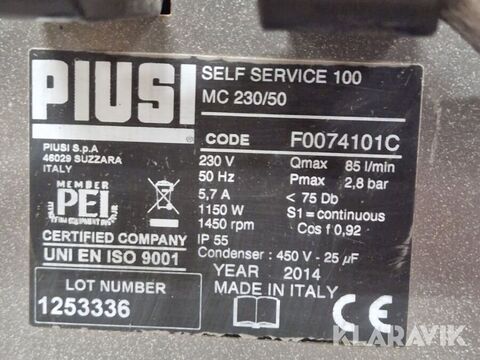 PIUSI
SELF SERVICE 100
MC 230/50
CODE F0074101C
PIUSI S.p.A
46029 SUZZARA
ITALY
230 V Qmax 85 l/min
50 Hz Pmax 2,8 bar
5,7 A < 75 Db
1150 W S1 = continuous
1450 rpm Cos f 0,92
IP 55
Condenser : 450 V - 25 µF
MEMBER
PEI
CERTIFIED COMPANY
UNI EN ISO 9001
YEAR 2014
MADE IN ITALY
LOT NUMBER
1253336
CE
KLARAVIK